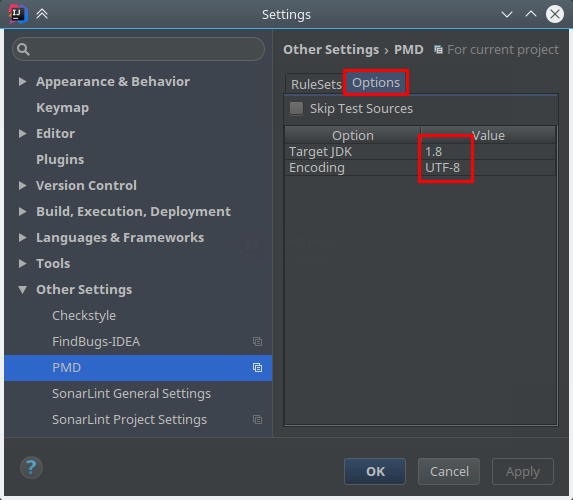 Settings
Other Settings › PMD For current project
Appearance & Behavior
Keymap
Editor
Plugins
Version Control
Build, Execution, Deployment
Languages & Frameworks
Tools
Other Settings
Checkstyle
FindBugs-IDEA
PMD
SonarLint General Settings
SonarLint Project Settings
RuleSets Options
Skip Test Sources
Option Value
Target JDK 1.8
Encoding UTF-8
? OK Cancel Apply